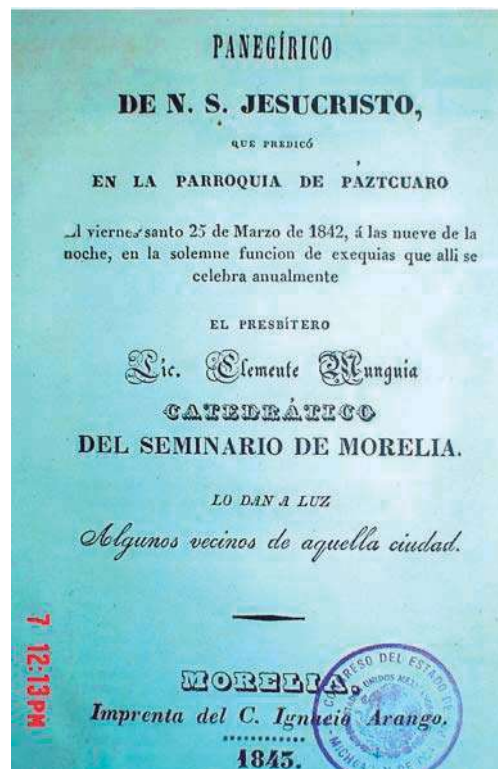 PANEGÍRICO
DE N. S. JESUCRISTO,
QUE PREDICÓ
EN LA PARROQUIA DE PÁZTCUARO
viernes santo 25 de Marzo de 1842, á las nueve de la
noche, en la solemne funcion de exequias que alli se
celebra anualmente
EL PRESBÍTERO
Lic. Clemente Munguia
CATEDRÁTICO
DEL SEMINARIO DE MORELIA.
LO DAN A LUZ
Algunos vecinos de aquella ciudad.
MORELIA.
Imprenta del C. Ignacio Arango.
1843.
7 12:13PM
CONGRESO DEL ESTADO DE
UNIDOS